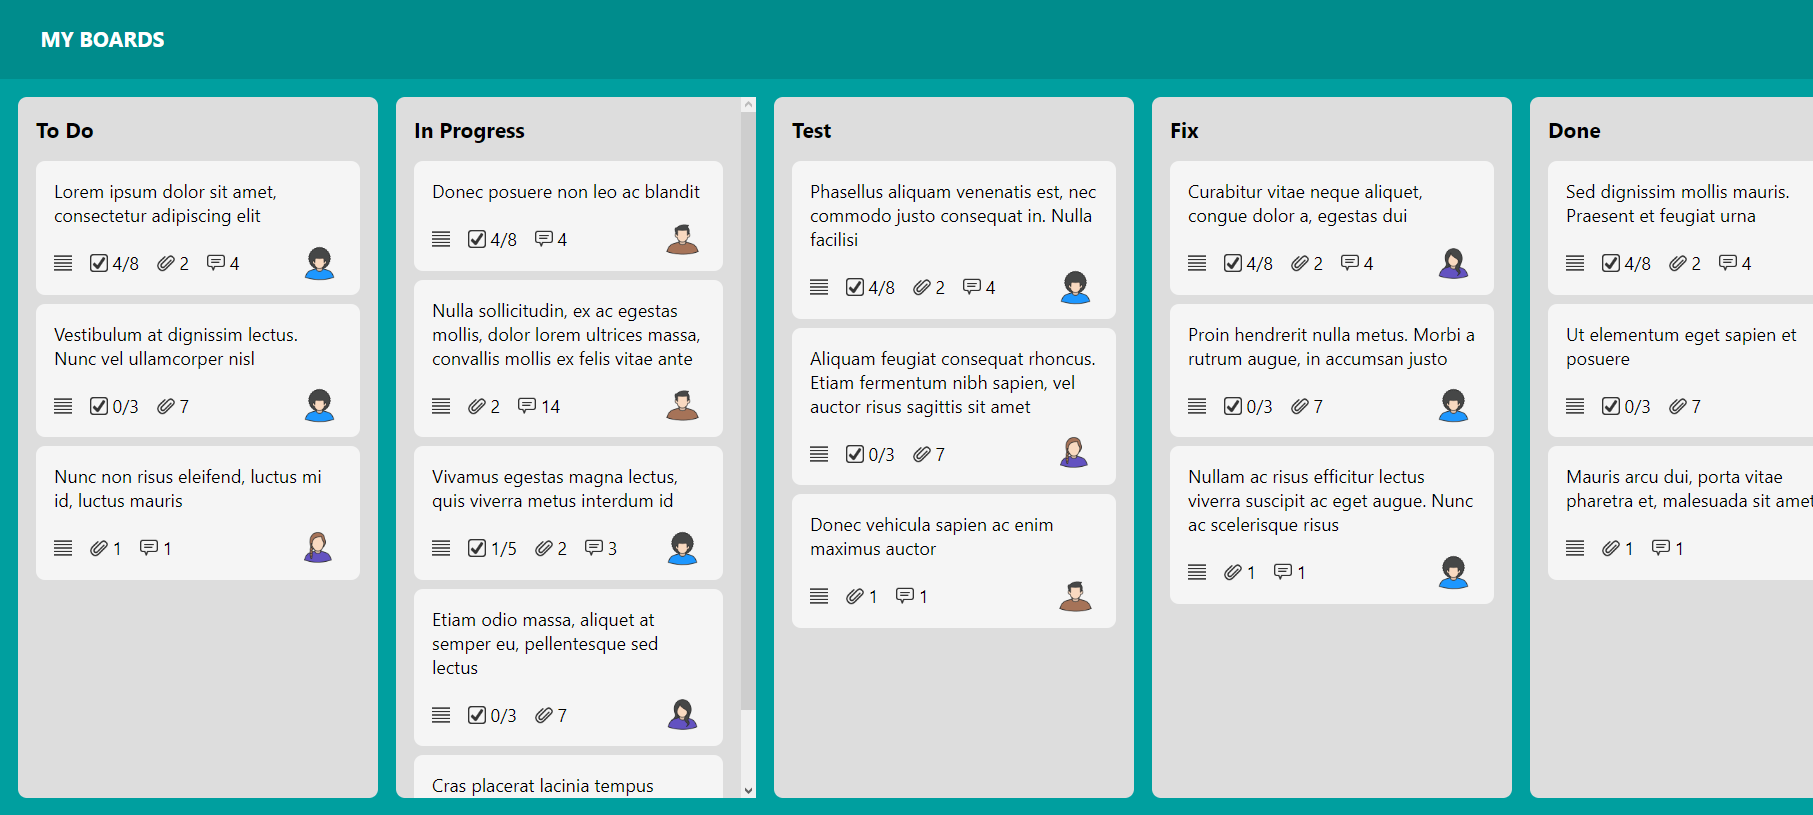 MY BOARDS
To Do
Lorem ipsum dolor sit amet,
consectetur adipiscing elit
4/8 2 4
Vestibulum at dignissim lectus.
Nunc vel ullamcorper nisl
0/3 7
Nunc non risus eleifend, luctus mi
id, luctus mauris
1 1
In Progress
Donec posuere non leo ac blandit
4/8 4
Nulla sollicitudin, ex ac egestas
mollis, dolor lorem ultrices massa,
convallis mollis ex felis vitae ante
2 14
Vivamus egestas magna lectus,
quis viverra metus interdum id
1/5 2 3
Etiam odio massa, aliquet at
semper eu, pellentesque sed
lectus
0/3 7
Cras placerat lacinia tempus
Test
Phasellus aliquam venenatis est, nec
commodo justo consequat in. Nulla
facilisi
4/8 2 4
Aliquam feugiat consequat rhoncus.
Etiam fermentum nibh sapien, vel
auctor risus sagittis sit amet
0/3 7
Donec vehicula sapien ac enim
maximus auctor
1 1
Fix
Curabitur vitae neque aliquet,
congue dolor a, egestas dui
4/8 2 4
Proin hendrerit nulla metus. Morbi a
rutrum augue, in accumsan justo
0/3 7
Nullam ac risus efficitur lectus
viverra suscipit ac eget augue. Nunc
ac scelerisque risus
1 1
Done
Sed dignissim mollis mauris.
Praesent et feugiat urna
4/8 2 4
Ut elementum eget sapien et
posuere
0/3 7
Mauris arcu dui, porta vitae
pharetra et, malesuada sit amet
1 1